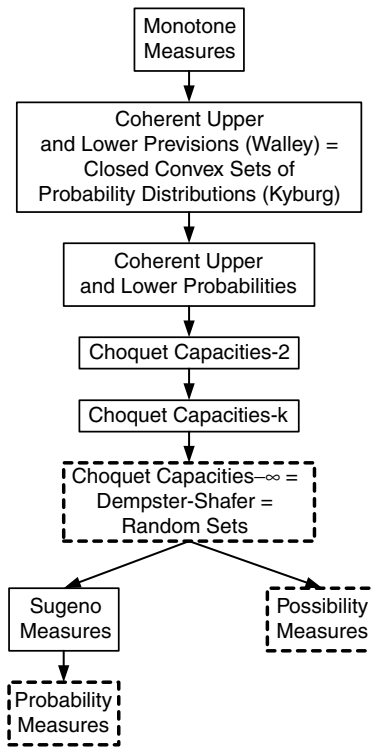 Monotone
Measures
Coherent Upper
and Lower Previsions (Walley) =
Closed Convex Sets of
Probability Distributions (Kyburg)
Coherent Upper
and Lower Probabilities
Choquet Capacities-2
Choquet Capacities-k
Choquet Capacities–∞ =
Dempster-Shafer =
Random Sets
Sugeno
Measures
Possibility
Measures
Probability
Measures